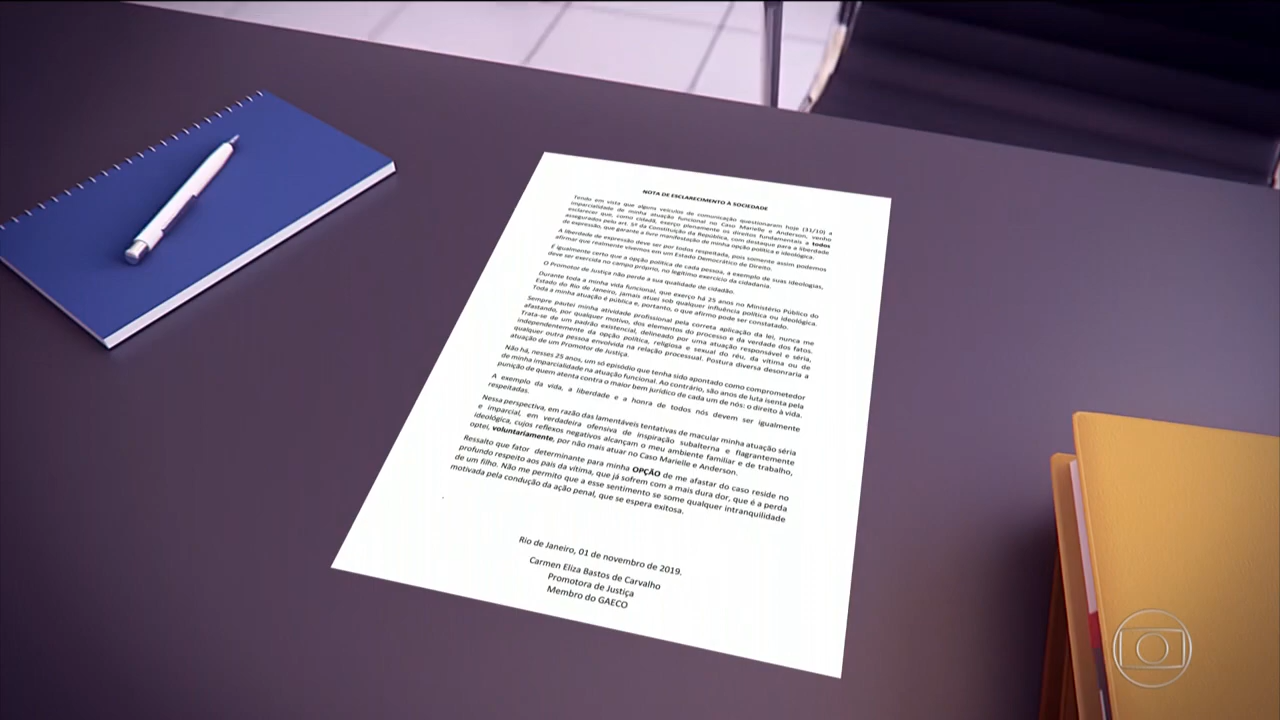 NOTA DE ESCLARECIMENTO À SOCIEDADE
Tendo em vista que alguns veículos de comunicação questionaram hoje (31/10) a
imparcialidade de minha atuação funcional no Caso Marielle e Anderson, venho
esclarecer que, como cidadã, exerço plenamente os direitos fundamentais a todos
assegurados pelo art. 5º da Constituição da República, com destaque para a liberdade
de expressão, que garante a livre manifestação de minha opção política e ideológica.
A liberdade de expressão deve ser por todos respeitada, pois somente assim podemos
afirmar que realmente vivemos em um Estado Democrático de Direito.
É igualmente certo que a opção política de cada pessoa, a exemplo de suas ideologias,
deve ser exercida no campo próprio, no legítimo exercício da cidadania.
O Promotor de Justiça não perde a sua qualidade de cidadão.
Durante toda a minha vida funcional, que exerço há 25 anos no Ministério Público do
Estado do Rio de Janeiro, jamais atuei sob qualquer influência política ou ideológica.
Toda a minha atuação é pública e, portanto, o que afirmo pode ser constatado.
Sempre pautei minha atividade profissional pela correta aplicação da lei, nunca me
afastando, por qualquer motivo, dos elementos do processo e da verdade dos fatos.
Trata-se de um padrão existencial, delineado por uma atuação responsável e séria,
independentemente da opção política, religiosa e sexual do réu, da vítima ou de
qualquer outra pessoa envolvida na relação processual. Postura diversa desonraria a
atuação de um Promotor de Justiça.
Não há, nesses 25 anos, um só episódio que tenha sido apontado como comprometedor
de minha imparcialidade na atuação funcional. Ao contrário, são anos de luta isenta pela
punição de quem atenta contra o maior bem jurídico de cada um de nós: o direito à vida.
A exemplo da vida, a liberdade e a honra de todos nós devem ser igualmente
respeitadas.
Nessa perspectiva, em razão das lamentáveis tentativas de macular minha atuação séria
e imparcial, em verdadeira ofensiva de inspiração subalterna e flagrantemente
ideológica, cujos reflexos negativos alcançam o meu ambiente familiar e de trabalho,
optei, voluntariamente, por não mais atuar no Caso Marielle e Anderson.
Ressalto que fator determinante para minha OPÇÃO de me afastar do caso reside no
profundo respeito aos pais da vítima, que já sofrem com a mais dura dor, que é a perda
de um filho. Não me permito que a esse sentimento se some qualquer intranquilidade
motivada pela condução da ação penal, que se espera exitosa.
Rio de Janeiro, 01 de novembro de 2019.
Carmen Eliza Bastos de Carvalho
Promotora de Justiça
Membro do GAECO